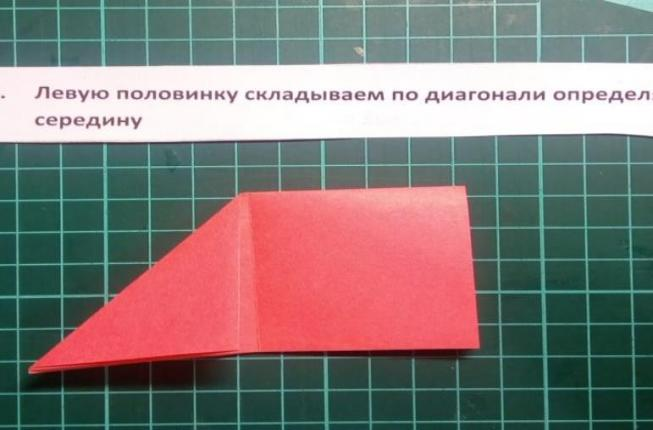 . Левую половинку складываем по диагонали определ
середину